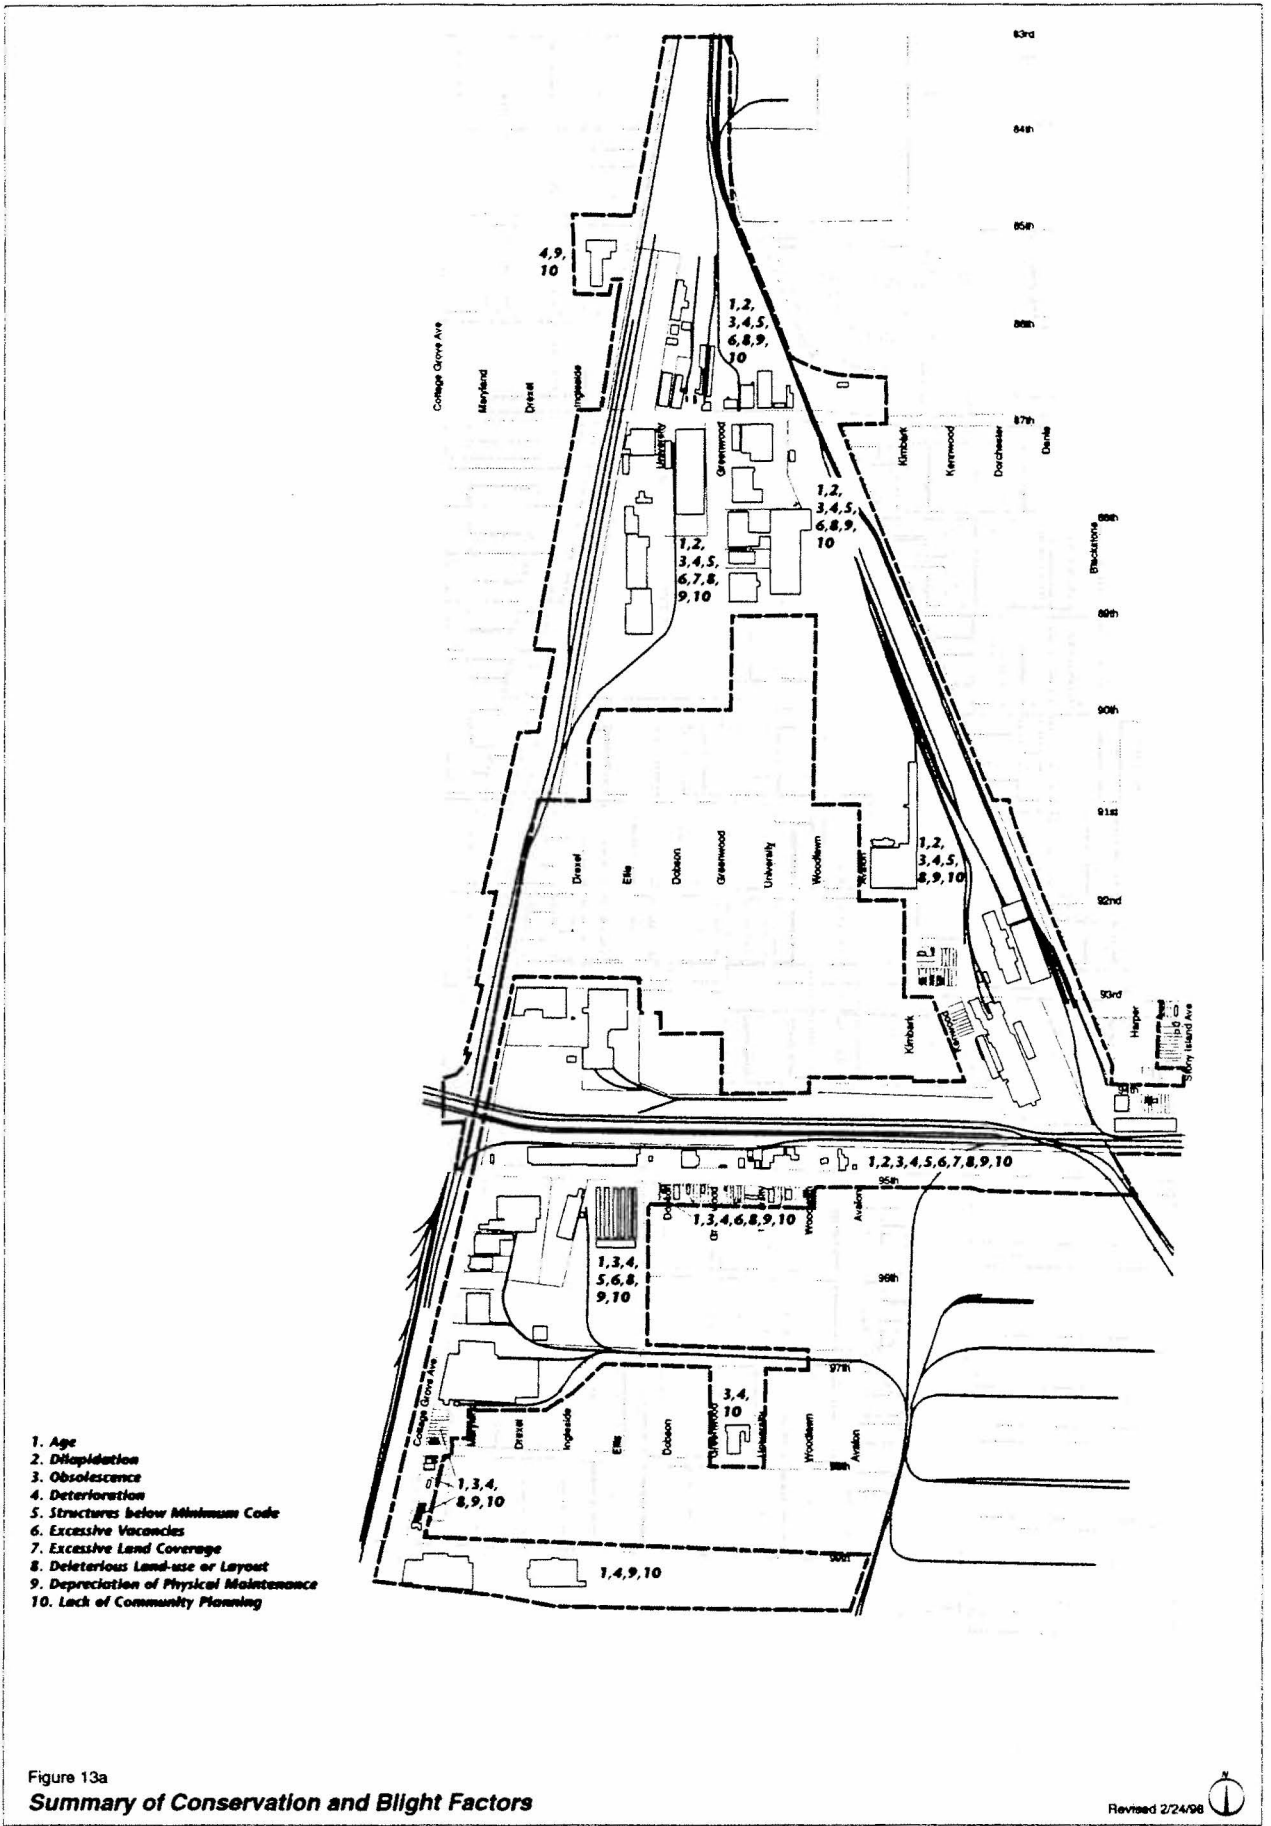 83rd
84th
85th
4,9,
10
1,2,
3,4,5,
6,8,9,
10
86th
Cottage Grove Ave
Maryland
Drexel
Ingleside
87th
University
Greenwood
Kimbark
Kenwood
Dorchester
Dante
1,2,
3,4,5,
6,8,9,
10
88th
Blackstone
1,2,
3,4,5,
6,7,8,
9,10
89th
90th
91st
Drexel
Ellis
Dobson
Greenwood
University
Woodlawn
Avalon
1,2,
3,4,5,
8,9,10
92nd
93rd
Kimbark
Kenwood
Harper
Stony Island Ave
1,2,3,4,5,6,7,8,9,10
95th
Avalon
1,3,4,6,8,9,10
1,3,4,
5,6,8,
9,10
96th
97th
3,4,
10
Cottage Grove Ave
Drexel
Ingleside
Ellis
Dobson
Greenwood
University
Woodlawn
Avalon
1,3,4,
8,9,10
1,4,9,10
1. Age
2. Dilapidation
3. Obsolescence
4. Deterioration
5. Structures below Minimum Code
6. Excessive Vacancies
7. Excessive Land Coverage
8. Deleterious Land-use or Layout
9. Depreciation of Physical Maintenance
10. Lack of Community Planning
Figure 13a
Summary of Conservation and Blight Factors
N
Revised 2/24/98